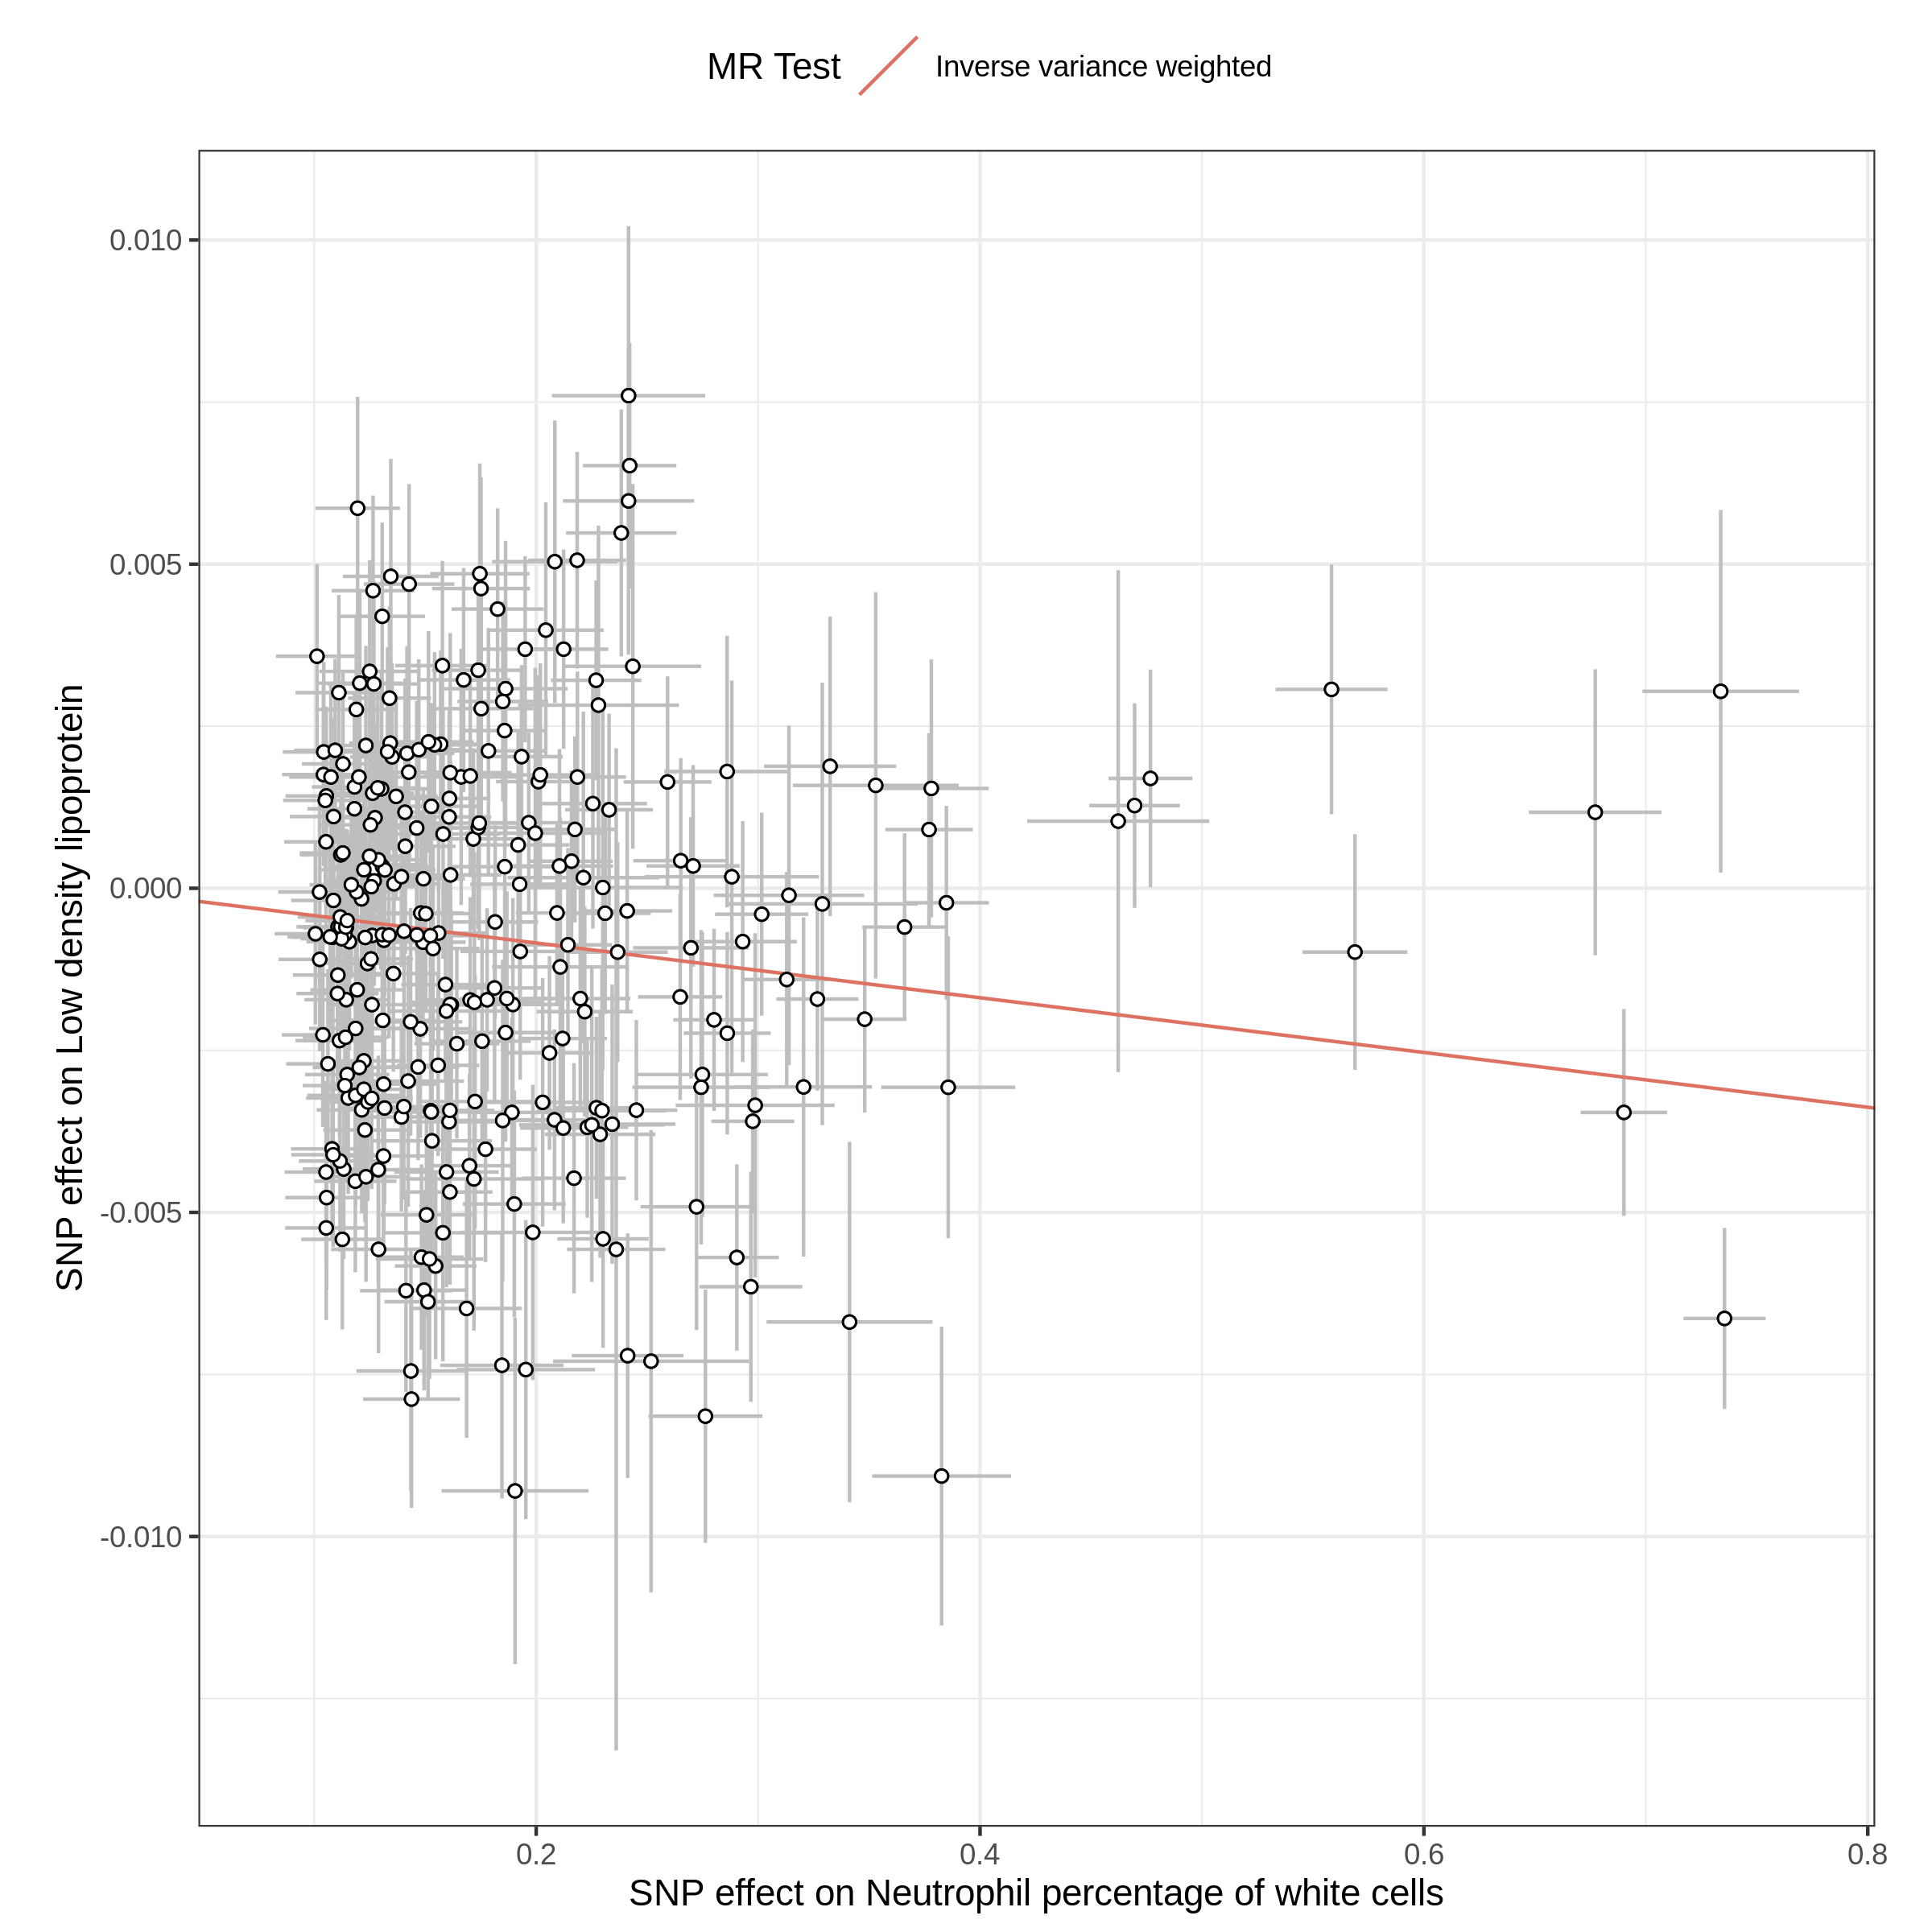 MR Test Inverse variance weighted
SNP effect on Low density lipoprotein
0.010
0.005
0.000
-0.005
-0.010
0.2 0.4 0.6 0.8
SNP effect on Neutrophil percentage of white cells